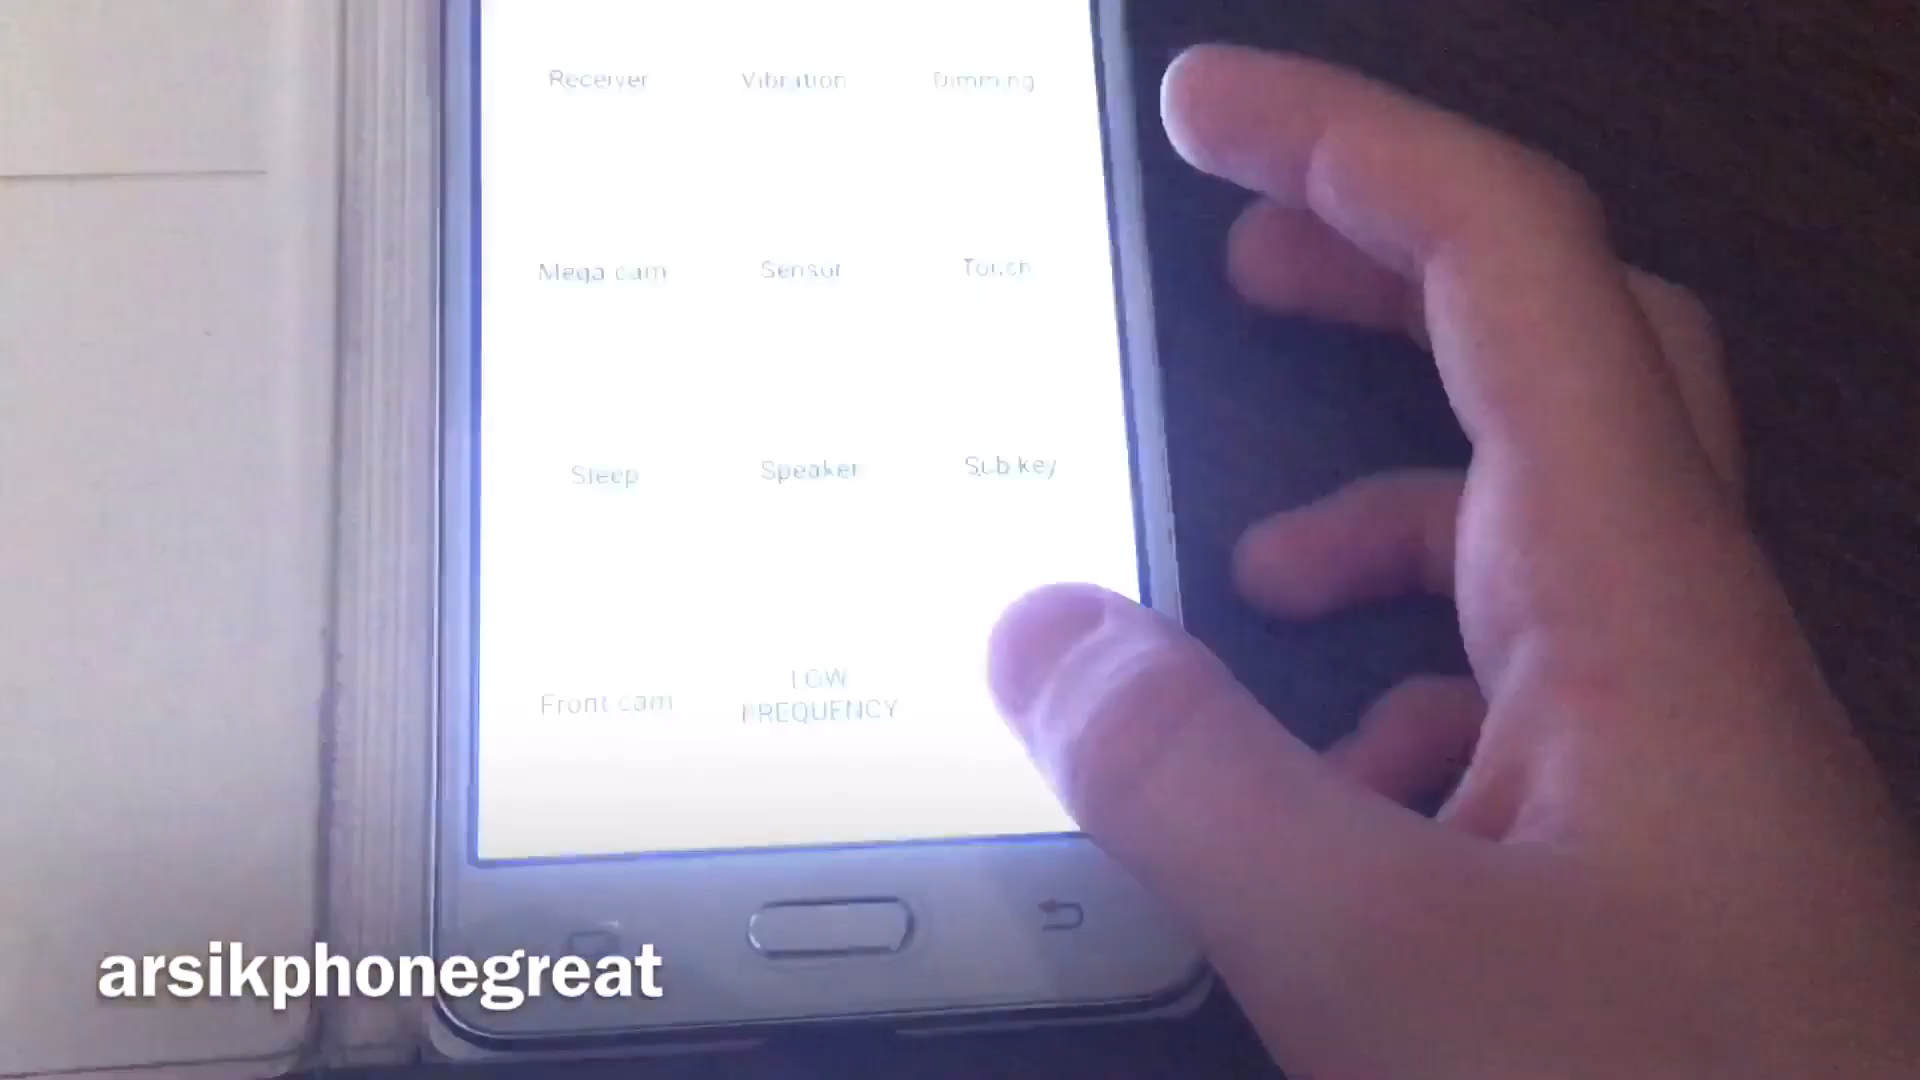 Receiver Vibration Dimming
Mega cam Sensor Touch
Sleep Speaker Sub key
Front cam LOW
FREQUENCY
arsikphonegreat